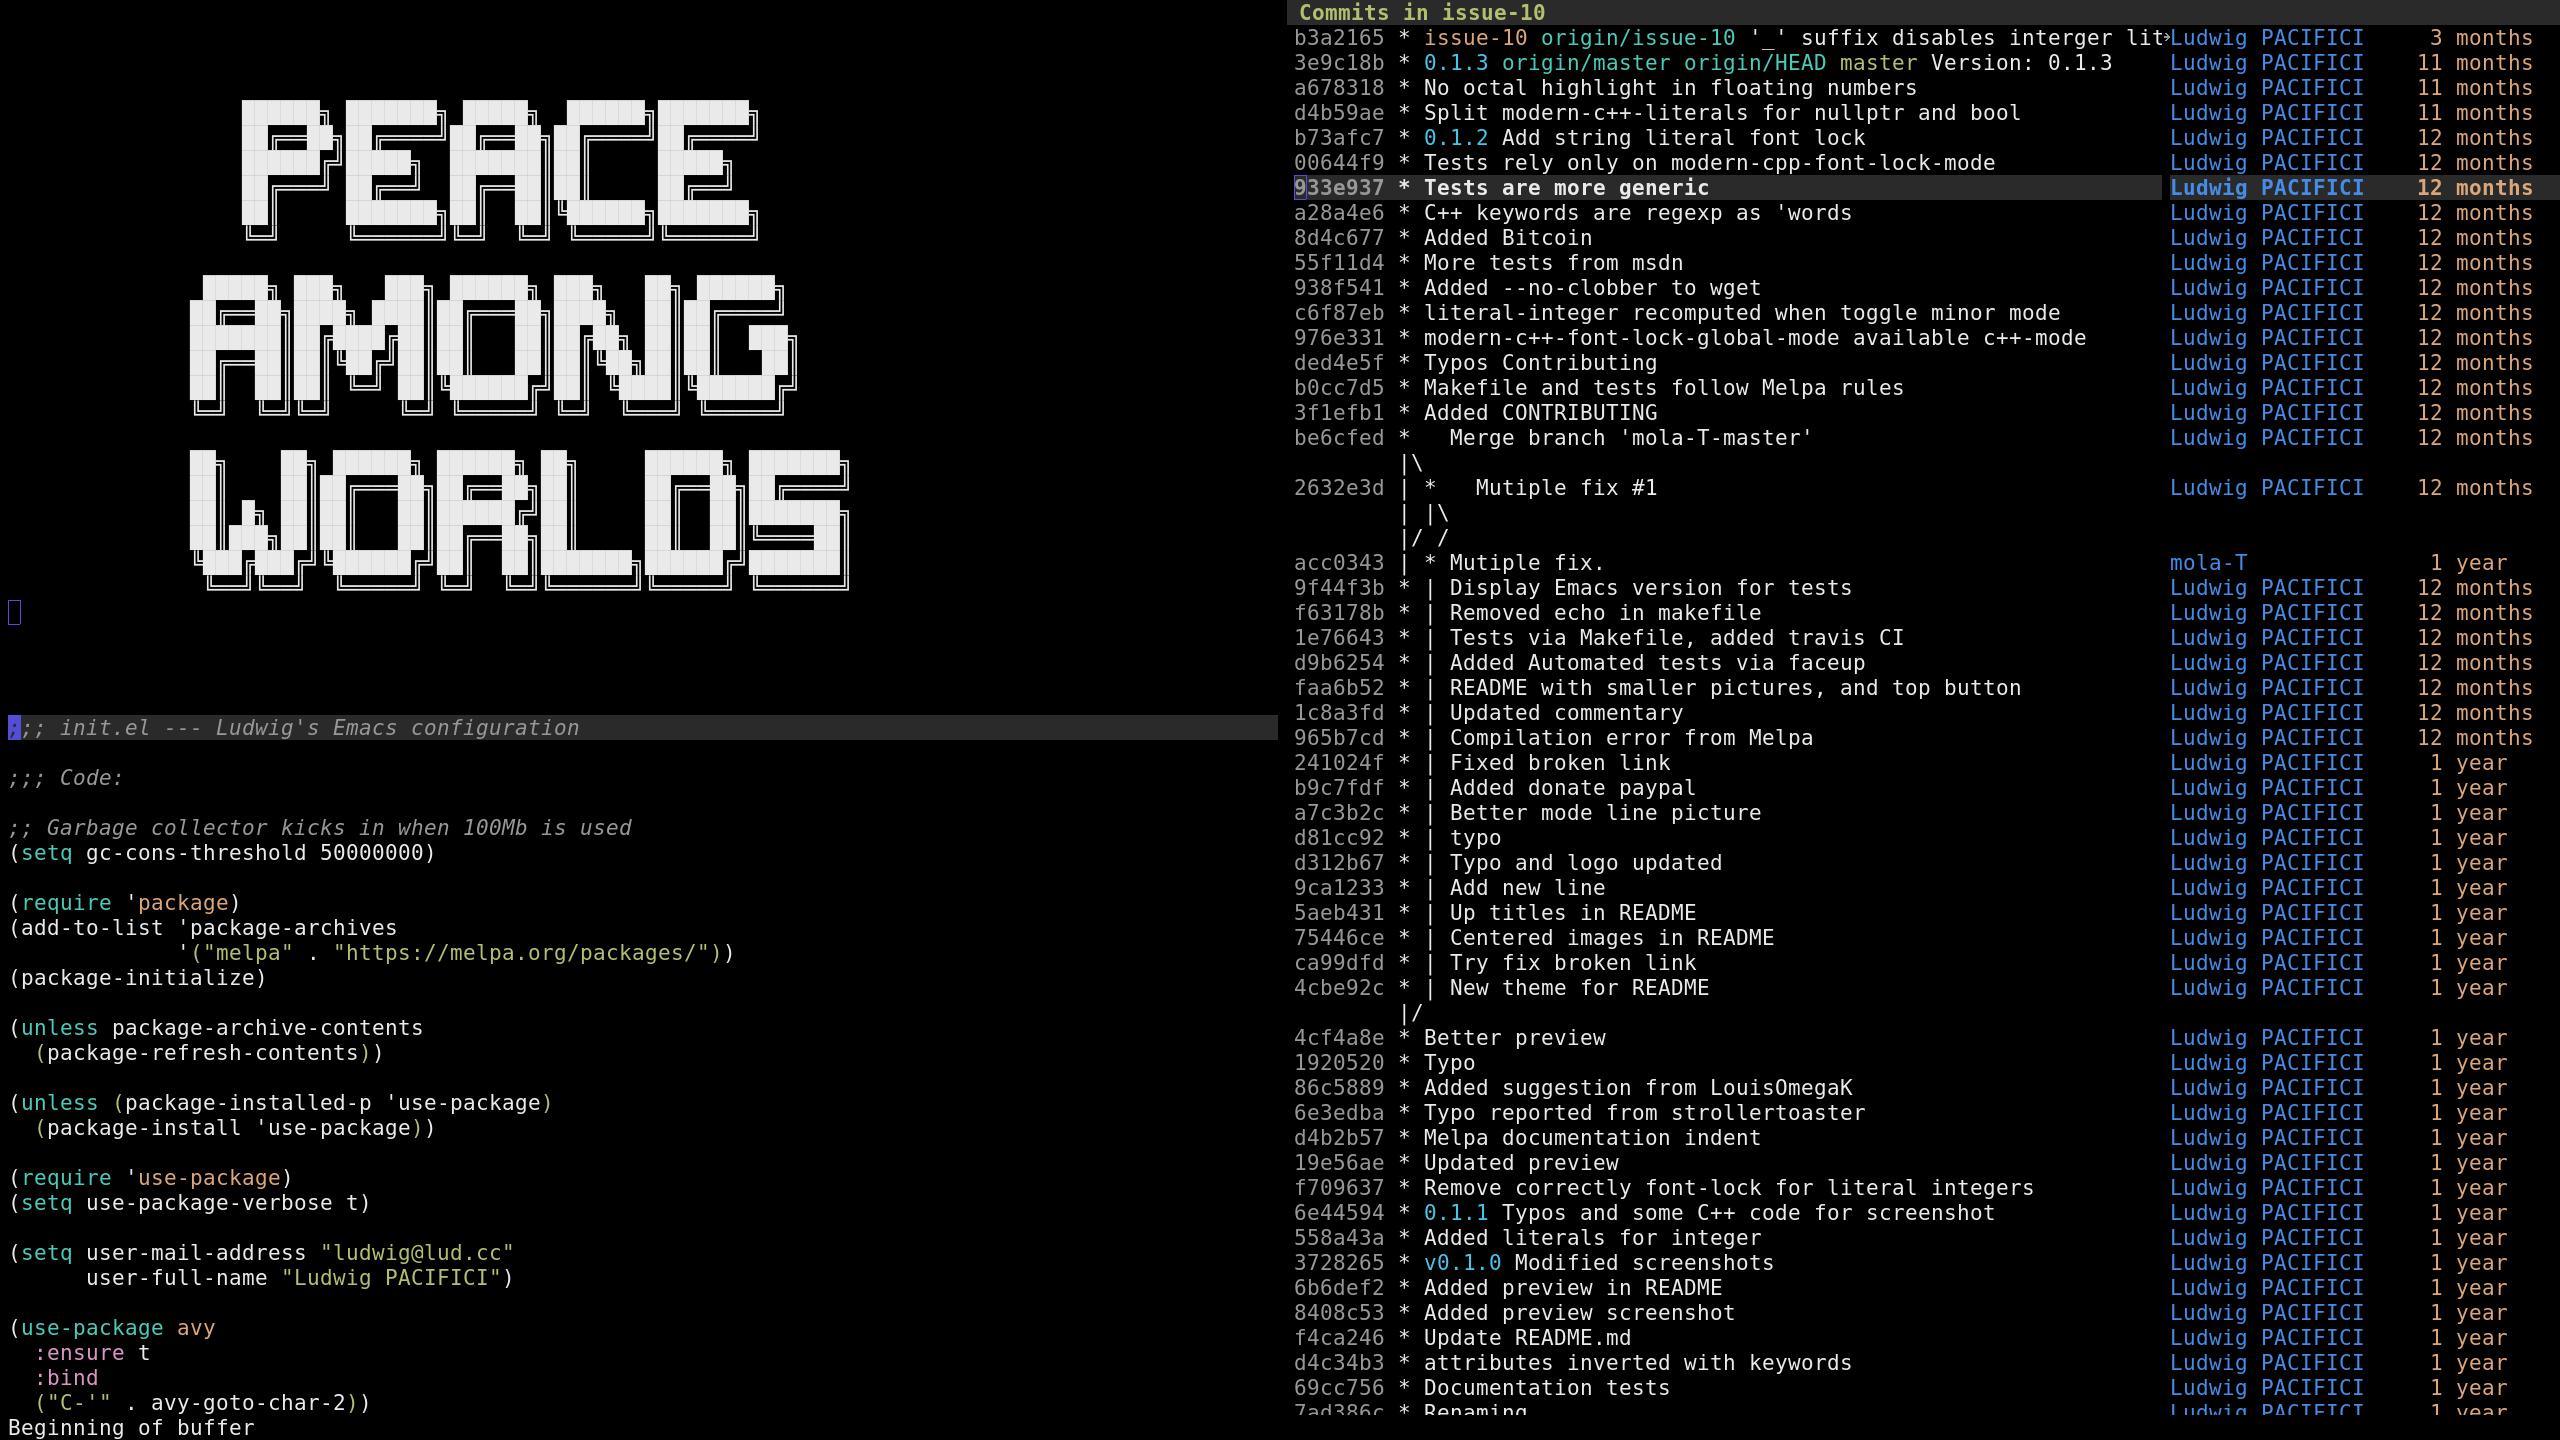 PEACE
AMONG
WORLDS
;;; init.el --- Ludwig's Emacs configuration
;;; Code:
;; Garbage collector kicks in when 100Mb is used
(setq gc-cons-threshold 50000000)
(require 'package)
(add-to-list 'package-archives
             '("melpa" . "https://melpa.org/packages/"))
(package-initialize)
(unless package-archive-contents
  (package-refresh-contents))
(unless (package-installed-p 'use-package)
  (package-install 'use-package))
(require 'use-package)
(setq use-package-verbose t)
(setq user-mail-address "ludwig@lud.cc"
      user-full-name "Ludwig PACIFICI")
(use-package avy
  :ensure t
  :bind
  ("C-'" . avy-goto-char-2))
Beginning of buffer
Commits in issue-10
b3a2165 * issue-10 origin/issue-10 '_' suffix disables interger lit Ludwig PACIFICI 3 months
3e9c18b * 0.1.3 origin/master origin/HEAD master Version: 0.1.3 Ludwig PACIFICI 11 months
a678318 * No octal highlight in floating numbers Ludwig PACIFICI 11 months
d4b59ae * Split modern-c++-literals for nullptr and bool Ludwig PACIFICI 11 months
b73afc7 * 0.1.2 Add string literal font lock Ludwig PACIFICI 12 months
00644f9 * Tests rely only on modern-cpp-font-lock-mode Ludwig PACIFICI 12 months
933e937 * Tests are more generic Ludwig PACIFICI 12 months
a28a4e6 * C++ keywords are regexp as 'words Ludwig PACIFICI 12 months
8d4c677 * Added Bitcoin Ludwig PACIFICI 12 months
55f11d4 * More tests from msdn Ludwig PACIFICI 12 months
938f541 * Added --no-clobber to wget Ludwig PACIFICI 12 months
c6f87eb * literal-integer recomputed when toggle minor mode Ludwig PACIFICI 12 months
976e331 * modern-c++-font-lock-global-mode available c++-mode Ludwig PACIFICI 12 months
ded4e5f * Typos Contributing Ludwig PACIFICI 12 months
b0cc7d5 * Makefile and tests follow Melpa rules Ludwig PACIFICI 12 months
3f1efb1 * Added CONTRIBUTING Ludwig PACIFICI 12 months
be6cfed *   Merge branch 'mola-T-master' Ludwig PACIFICI 12 months
|\
2632e3d | *   Mutiple fix #1 Ludwig PACIFICI 12 months
| |\
|/ /
acc0343 | * Mutiple fix. mola-T 1 year
9f44f3b * | Display Emacs version for tests Ludwig PACIFICI 12 months
f63178b * | Removed echo in makefile Ludwig PACIFICI 12 months
1e76643 * | Tests via Makefile, added travis CI Ludwig PACIFICI 12 months
d9b6254 * | Added Automated tests via faceup Ludwig PACIFICI 12 months
faa6b52 * | README with smaller pictures, and top button Ludwig PACIFICI 12 months
1c8a3fd * | Updated commentary Ludwig PACIFICI 12 months
965b7cd * | Compilation error from Melpa Ludwig PACIFICI 12 months
241024f * | Fixed broken link Ludwig PACIFICI 1 year
b9c7fdf * | Added donate paypal Ludwig PACIFICI 1 year
a7c3b2c * | Better mode line picture Ludwig PACIFICI 1 year
d81cc92 * | typo Ludwig PACIFICI 1 year
d312b67 * | Typo and logo updated Ludwig PACIFICI 1 year
9ca1233 * | Add new line Ludwig PACIFICI 1 year
5aeb431 * | Up titles in README Ludwig PACIFICI 1 year
75446ce * | Centered images in README Ludwig PACIFICI 1 year
ca99dfd * | Try fix broken link Ludwig PACIFICI 1 year
4cbe92c * | New theme for README Ludwig PACIFICI 1 year
|/
4cf4a8e * Better preview Ludwig PACIFICI 1 year
1920520 * Typo Ludwig PACIFICI 1 year
86c5889 * Added suggestion from LouisOmegaK Ludwig PACIFICI 1 year
6e3edba * Typo reported from strollertoaster Ludwig PACIFICI 1 year
d4b2b57 * Melpa documentation indent Ludwig PACIFICI 1 year
19e56ae * Updated preview Ludwig PACIFICI 1 year
f709637 * Remove correctly font-lock for literal integers Ludwig PACIFICI 1 year
6e44594 * 0.1.1 Typos and some C++ code for screenshot Ludwig PACIFICI 1 year
558a43a * Added literals for integer Ludwig PACIFICI 1 year
3728265 * v0.1.0 Modified screenshots Ludwig PACIFICI 1 year
6b6def2 * Added preview in README Ludwig PACIFICI 1 year
8408c53 * Added preview screenshot Ludwig PACIFICI 1 year
f4ca246 * Update README.md Ludwig PACIFICI 1 year
d4c34b3 * attributes inverted with keywords Ludwig PACIFICI 1 year
69cc756 * Documentation tests Ludwig PACIFICI 1 year
7ad386c * Renaming Ludwig PACIFICI 1 year